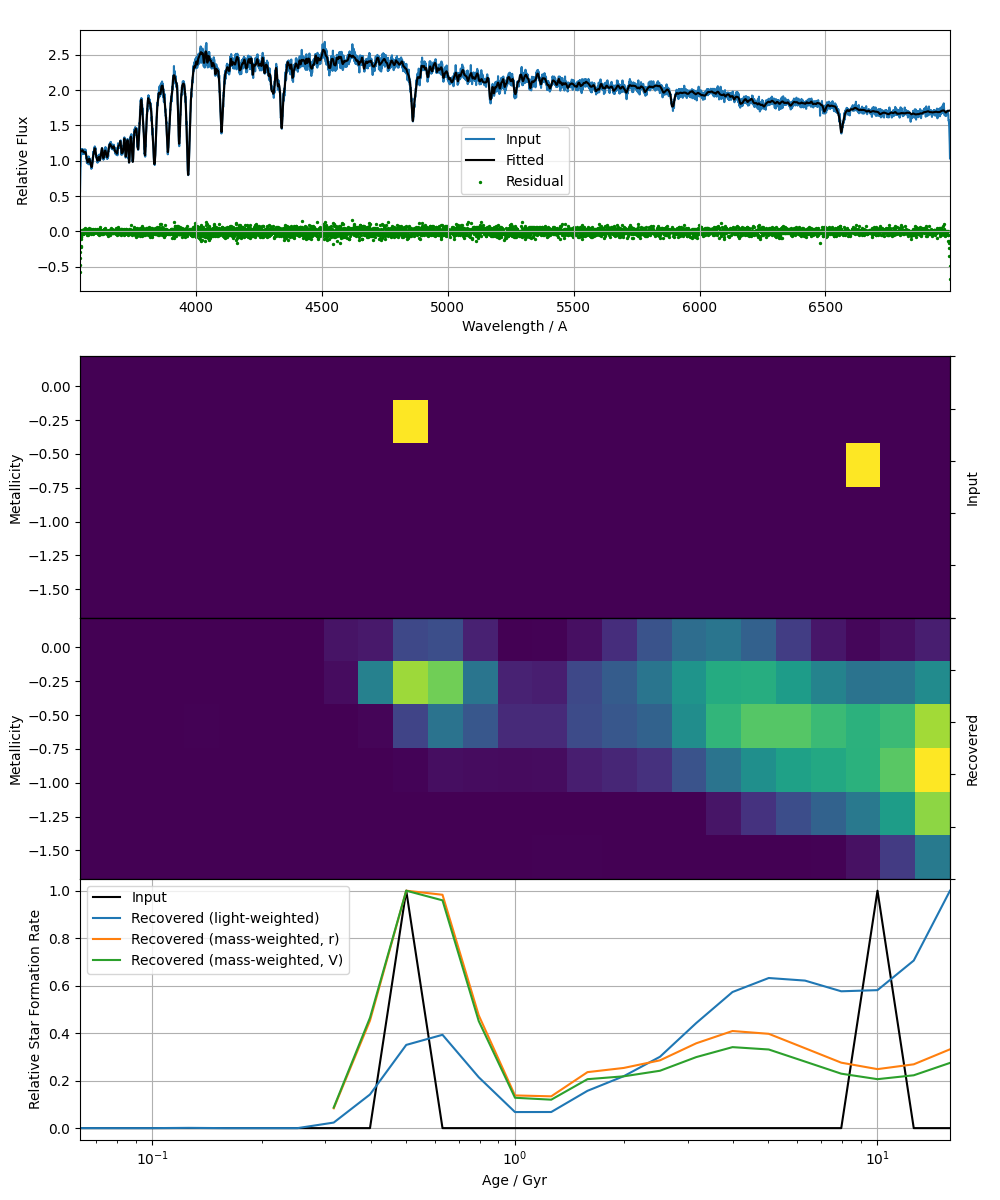 2.5
2.0
1.5
1.0
0.5
0.0
−0.5
Relative Flux
Input
Fitted
Residual
4000
4500
5000
5500
6000
6500
Wavelength / A
0.00
−0.25
−0.50
−0.75
−1.00
−1.25
−1.50
Metallicity
Input
0.00
−0.25
−0.50
−0.75
−1.00
−1.25
−1.50
Metallicity
Recovered
1.0
0.8
0.6
0.4
0.2
0.0
Relative Star Formation Rate
Input
Recovered (light-weighted)
Recovered (mass-weighted, r)
Recovered (mass-weighted, V)
10⁻¹
10⁰
10¹
Age / Gyr